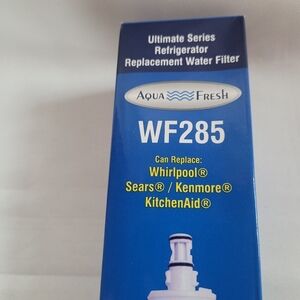 Ultimate Series
Refrigerator
Replacement Water Filter
AQUA FRESH
WF285
Can Replace:
Whirlpool®
Sears® / Kenmore®
KitchenAid®